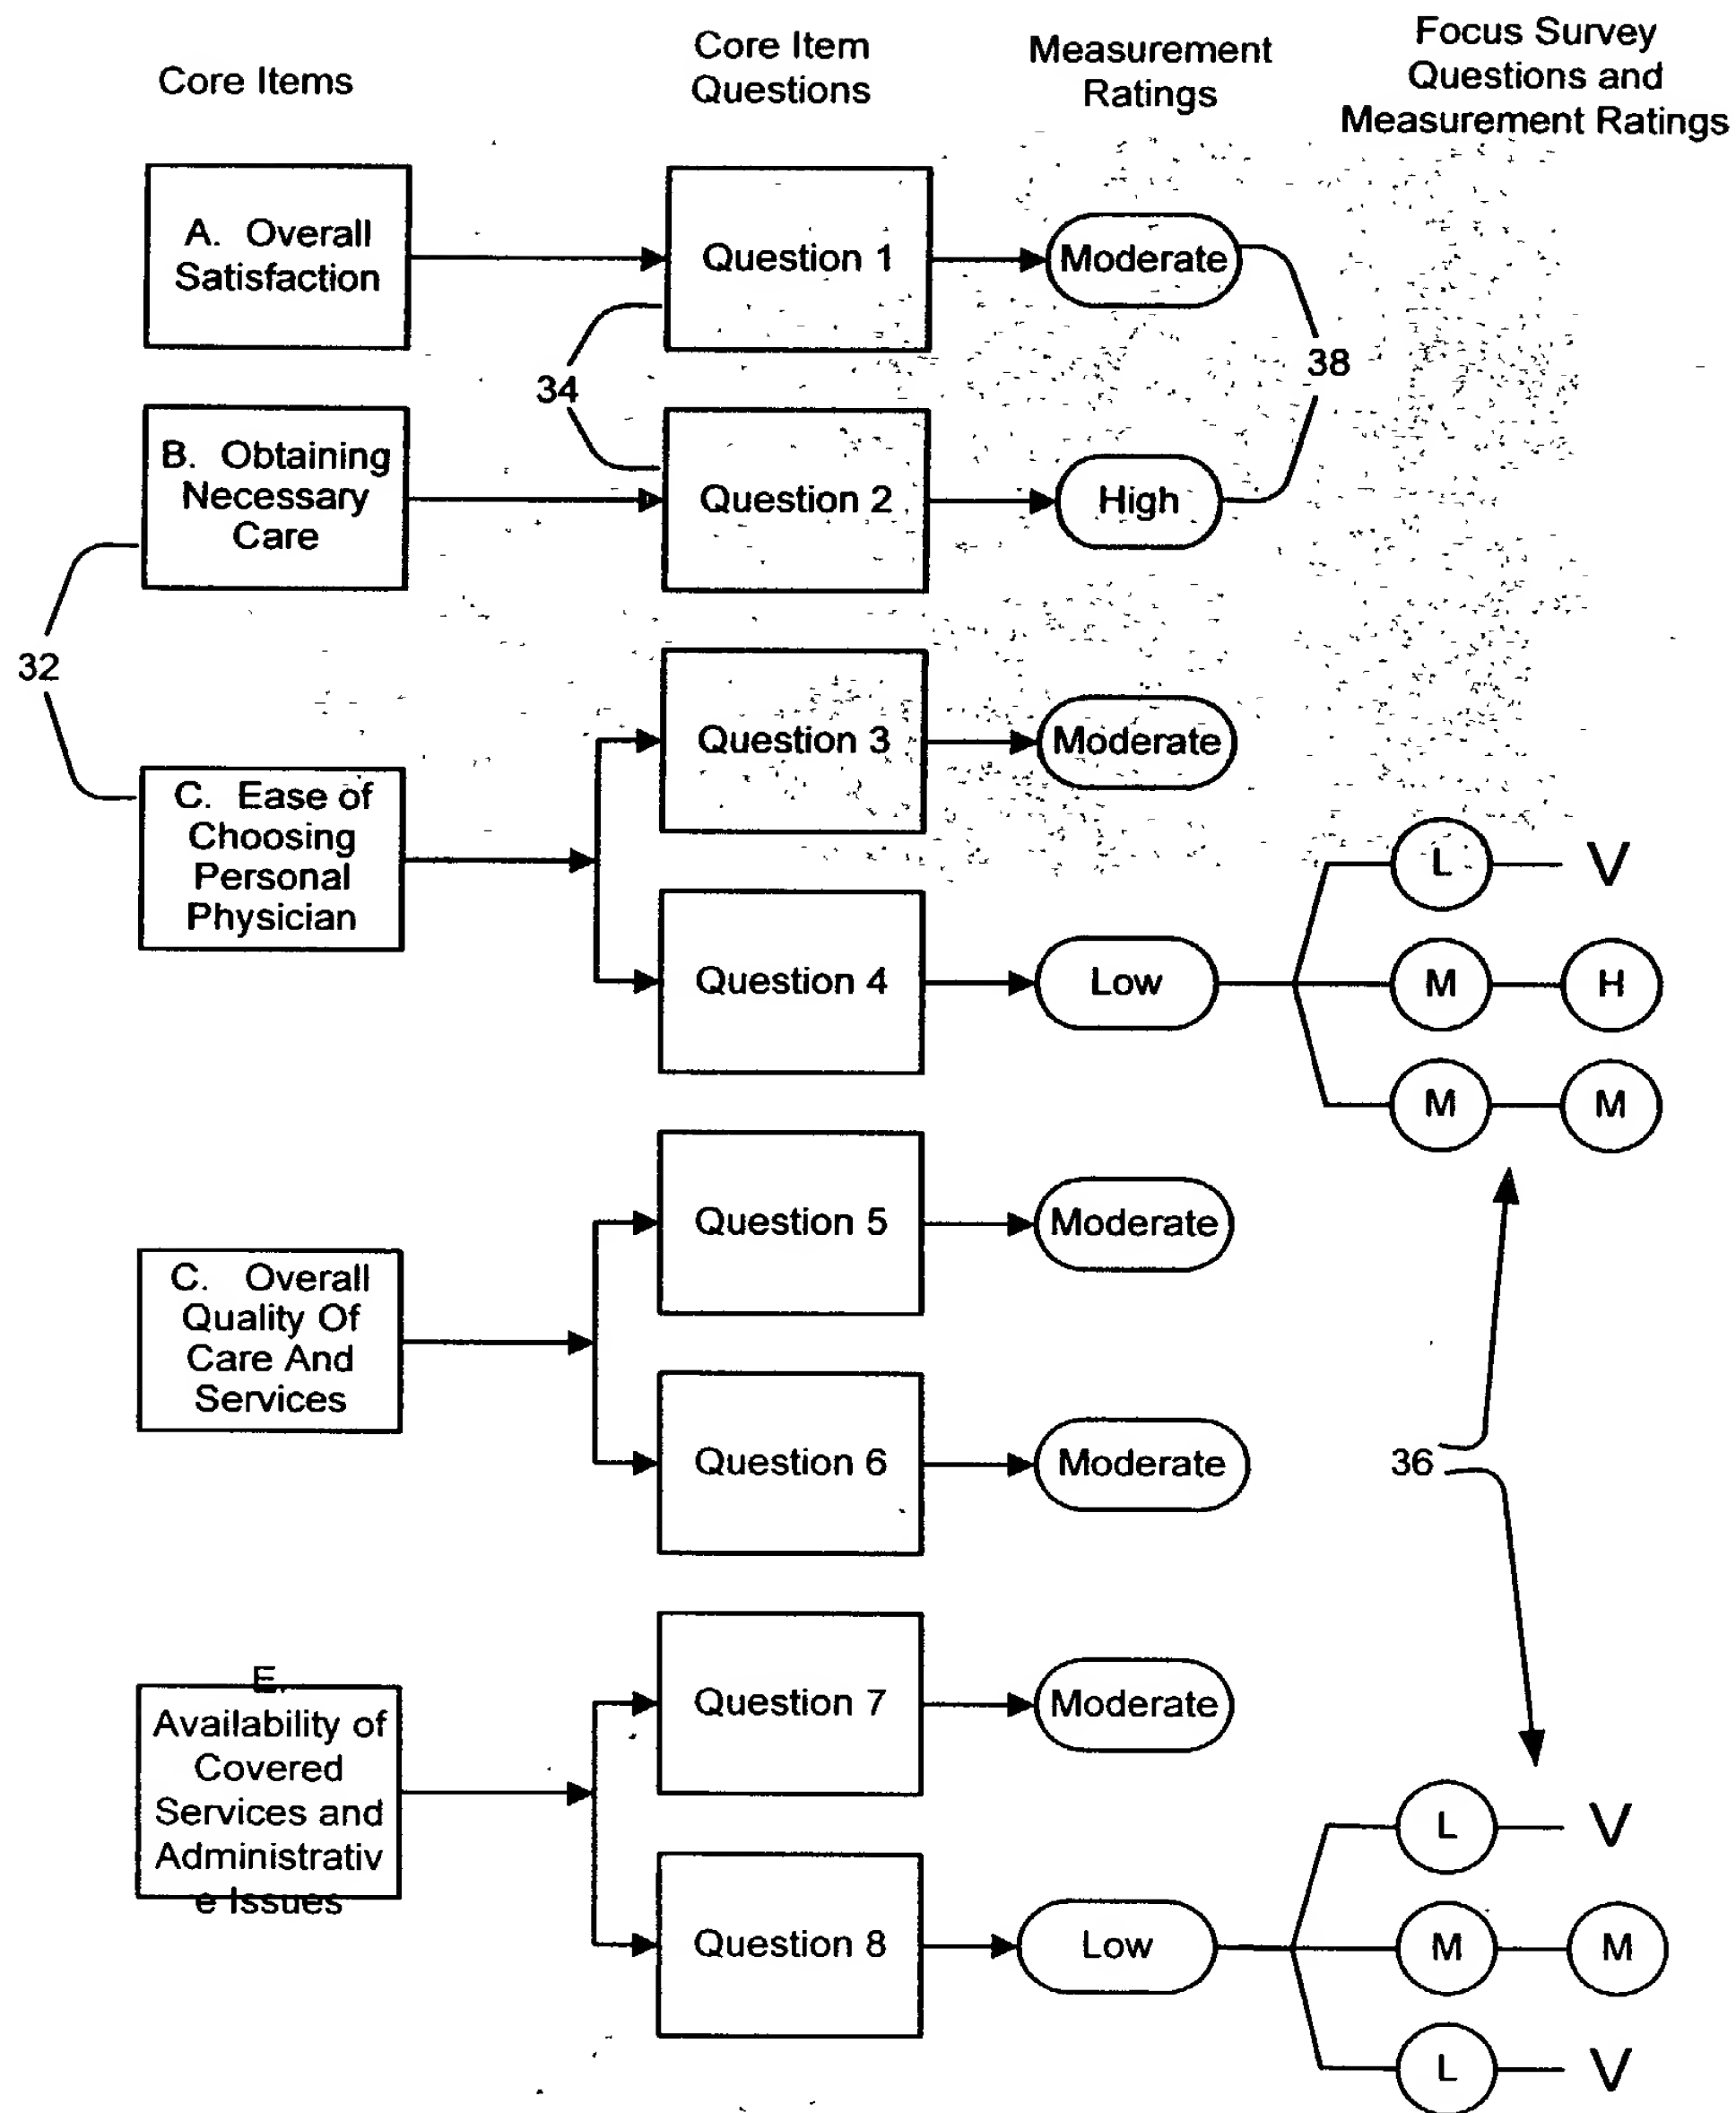 Core Items
Core Item
Questions
Measurement
Ratings
Focus Survey
Questions and
Measurement Ratings
A. Overall
Satisfaction
Question 1
Moderate
34
38
B. Obtaining
Necessary
Care
Question 2
High
32
C. Ease of
Choosing
Personal
Physician
Question 3
Moderate
Question 4
Low
L
V
M
H
M
M
C. Overall
Quality Of
Care And
Services
Question 5
Moderate
Question 6
Moderate
36
E.
Availability of
Covered
Services and
Administrativ
e Issues
Question 7
Moderate
Question 8
Low
L
V
M
M
L
V